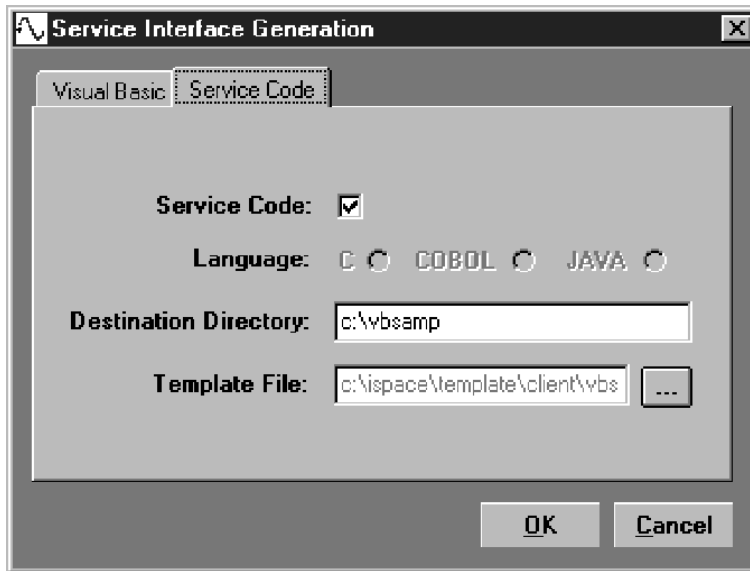 Service Interface Generation
Visual Basic Service Code
Service Code:
Language: C COBOL JAVA
Destination Directory: c:\vbsamp
Template File: c:\ispace\template\client\vbs ...
OK Cancel